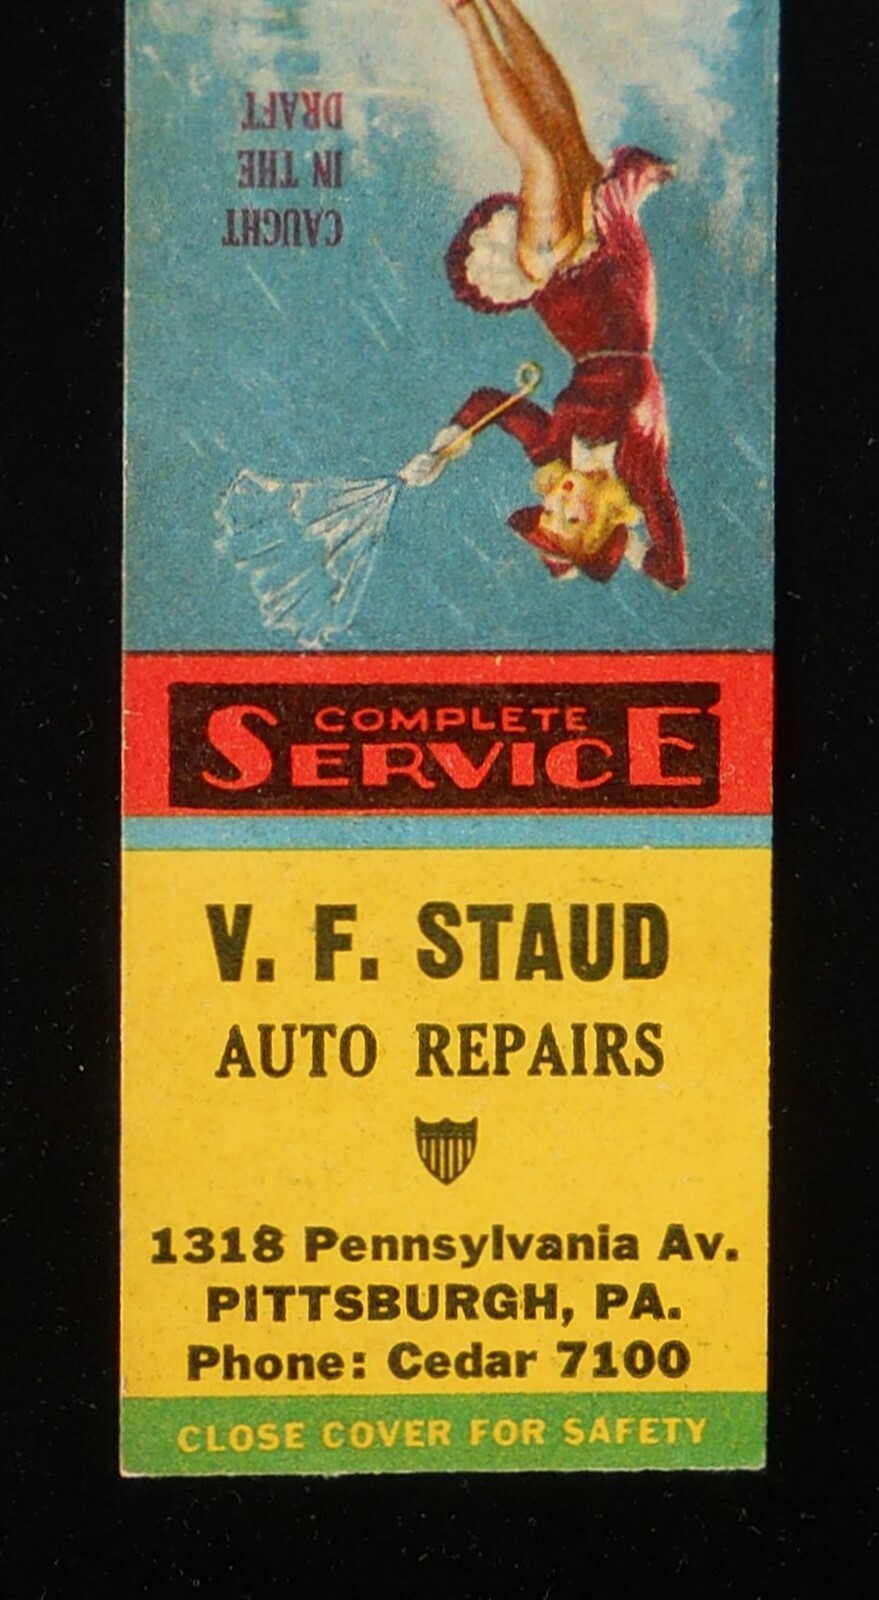 CAUGHT
IN THE
DRAFT
COMPLETE
SERVICE
V. F. STAUD
AUTO REPAIRS
1318 Pennsylvania Av.
PITTSBURGH, PA.
Phone: Cedar 7100
CLOSE COVER FOR SAFETY